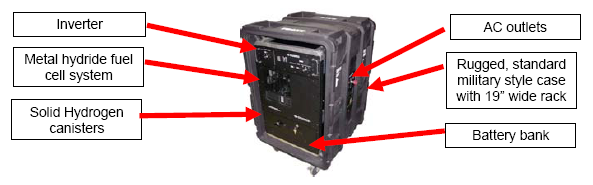 Inverter
Metal hydride fuel
cell system
Solid Hydrogen
canisters
AC outlets
Rugged, standard
military style case
with 19” wide rack
Battery bank